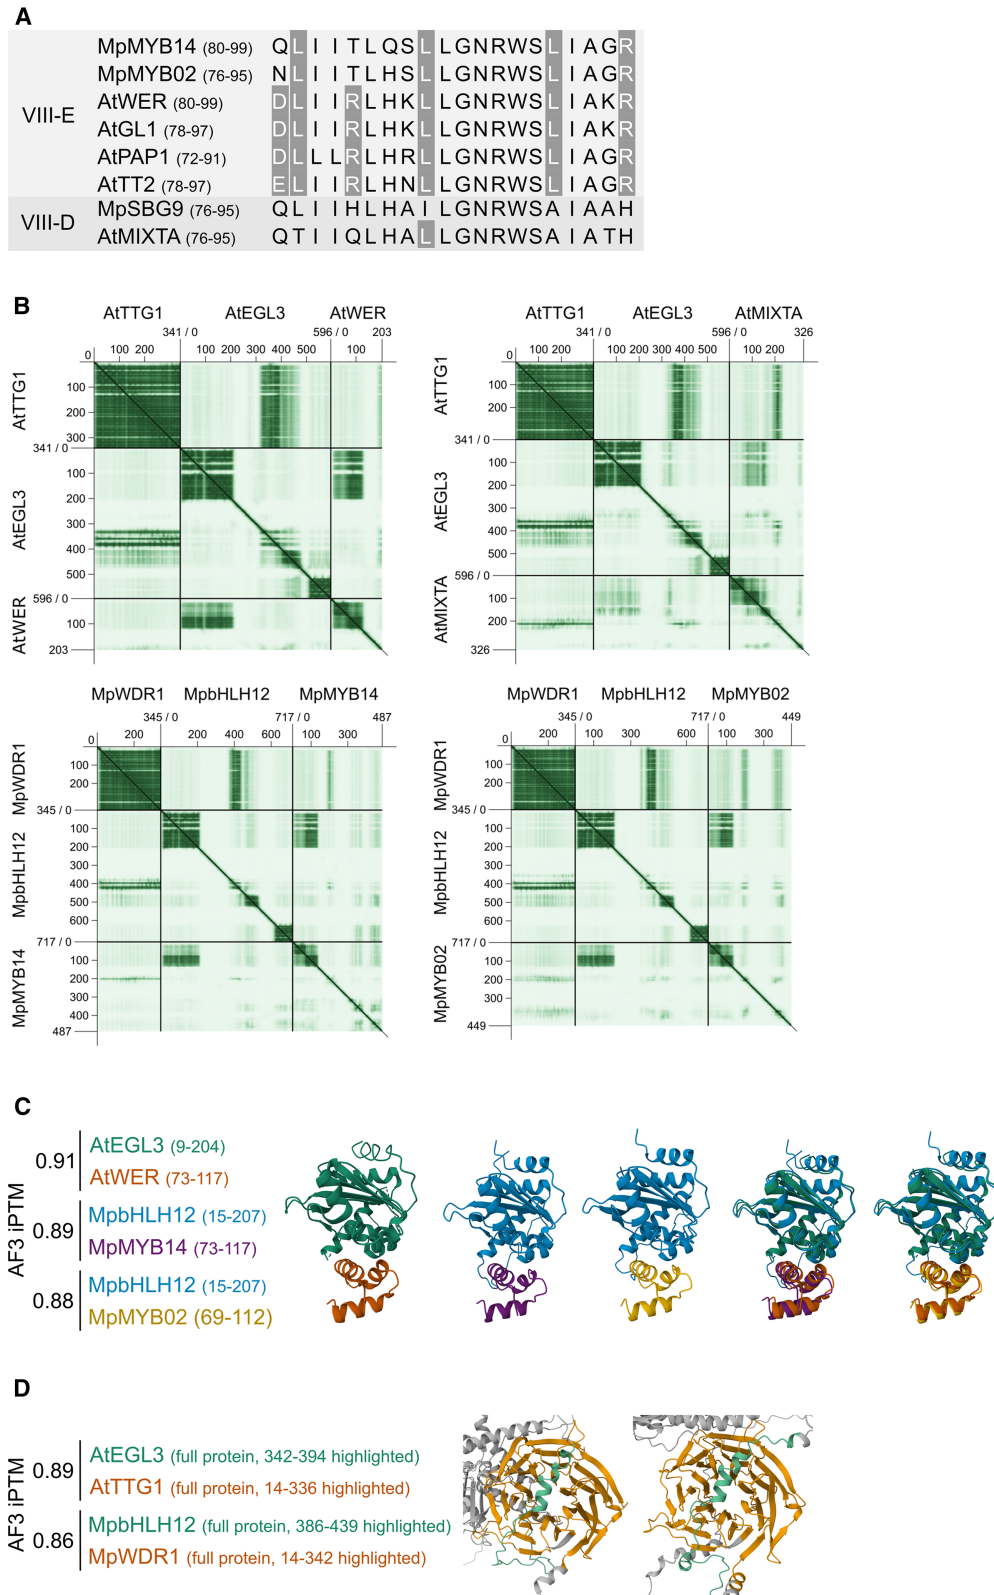 A
VIII-E
MpMYB14 (80-99) QLIITLQSLLGNRWSLIAGR
MpMYB02 (76-95) NLIITLHSLLGNRWSLIAGR
AtWER (80-99) DLIIRLHKLLGNRWSLIAKR
AtGL1 (78-97) DLIIRLHKLLGNRWSLIAKR
AtPAP1 (72-91) DLLLRLHRLLGNRWSLIAGR
AtTT2 (78-97) ELIIRLHNLLGNRWSLIAGR
VIII-D
MpSBG9 (76-95) QLIIHLHAILGNRWSAIAAH
AtMIXTA (76-95) QTIIQLHALLGNRWSAIATH
B
AtTTG1 AtEGL3 AtWER
341 / 0 596 / 0 203
0 100 200 100 200 300 400 500 100
AtTTG1
100
200
300
341 / 0
AtEGL3
100
200
300
400
500
596 / 0
AtWER
100
203
AtTTG1 AtEGL3 AtMIXTA
341 / 0 596 / 0 326
0 100 200 100 200 300 400 500 100 200
AtTTG1
100
200
341 / 0
AtEGL3
100
200
300
400
500
596 / 0
AtMIXTA
100
200
326
MpWDR1 MpbHLH12 MpMYB14
345 / 0 717 / 0 487
0 200 200 400 600 100 300
MpWDR1
100
200
345 / 0
MpbHLH12
100
200
300
400
500
600
717 / 0
MpMYB14
100
200
300
400
487
MpWDR1 MpbHLH12 MpMYB02
345 / 0 717 / 0 449
0 200 100 300 600 100 300
MpWDR1
100
200
345 / 0
MpbHLH12
100
200
300
400
500
600
717 / 0
MpMYB02
100
200
300
449
C
AF3 iPTM
0.91
AtEGL3 (9-204)
AtWER (73-117)
0.89
MpbHLH12 (15-207)
MpMYB14 (73-117)
0.88
MpbHLH12 (15-207)
MpMYB02 (69-112)
D
AF3 iPTM
0.89
AtEGL3 (full protein, 342-394 highlighted)
AtTTG1 (full protein, 14-336 highlighted)
0.86
MpbHLH12 (full protein, 386-439 highlighted)
MpWDR1 (full protein, 14-342 highlighted)